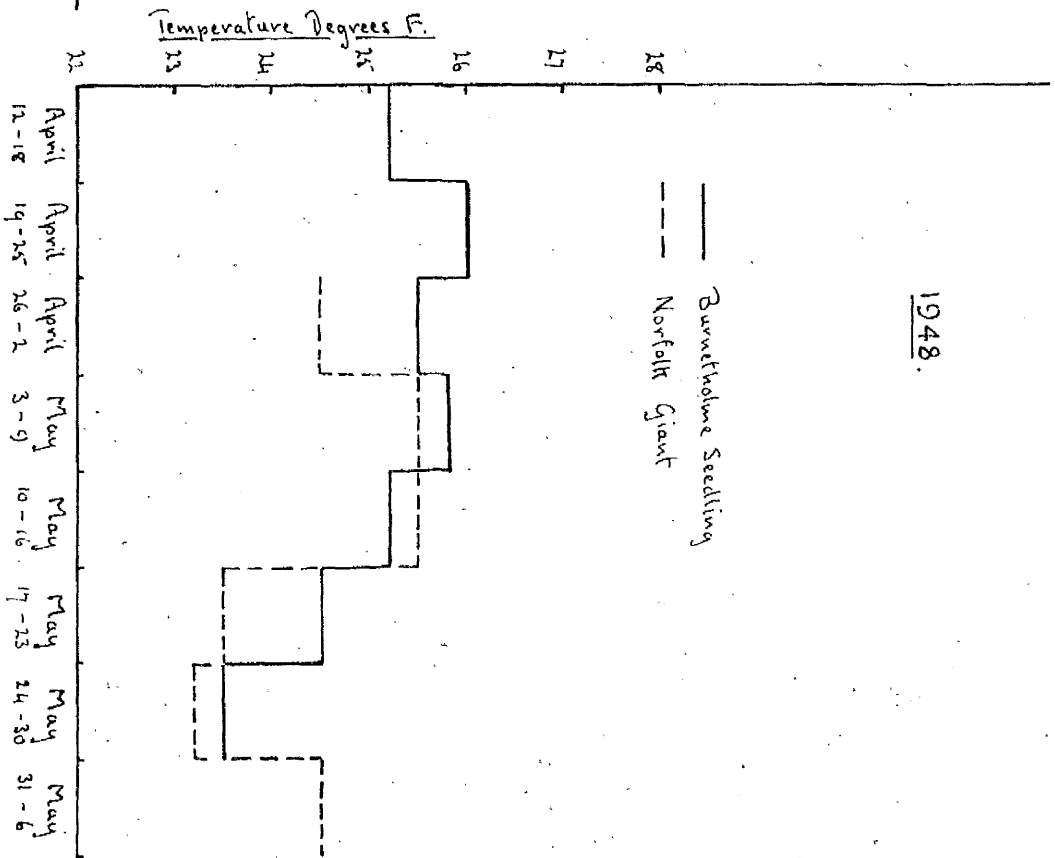 1948.
Burnetholme Seedling
Norfolk Giant
Temperature Degrees F.
28
27
26
25
24
23
22
April 12-18
April 19-25
April 26-2
May 3-9
May 10-16
May 17-23
May 24-30
May 31-6